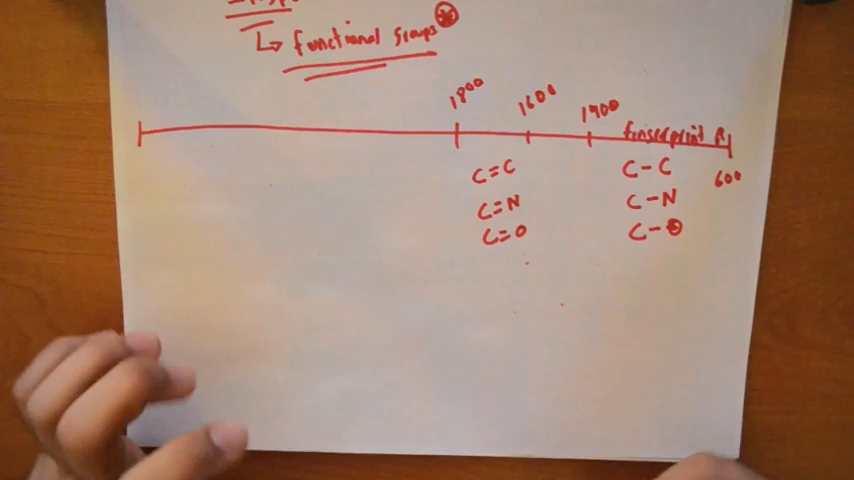 functional groups
1800
1600
1400
fingerprint R
600
C=C
C-C
C=N
C-N
C=O
C-O